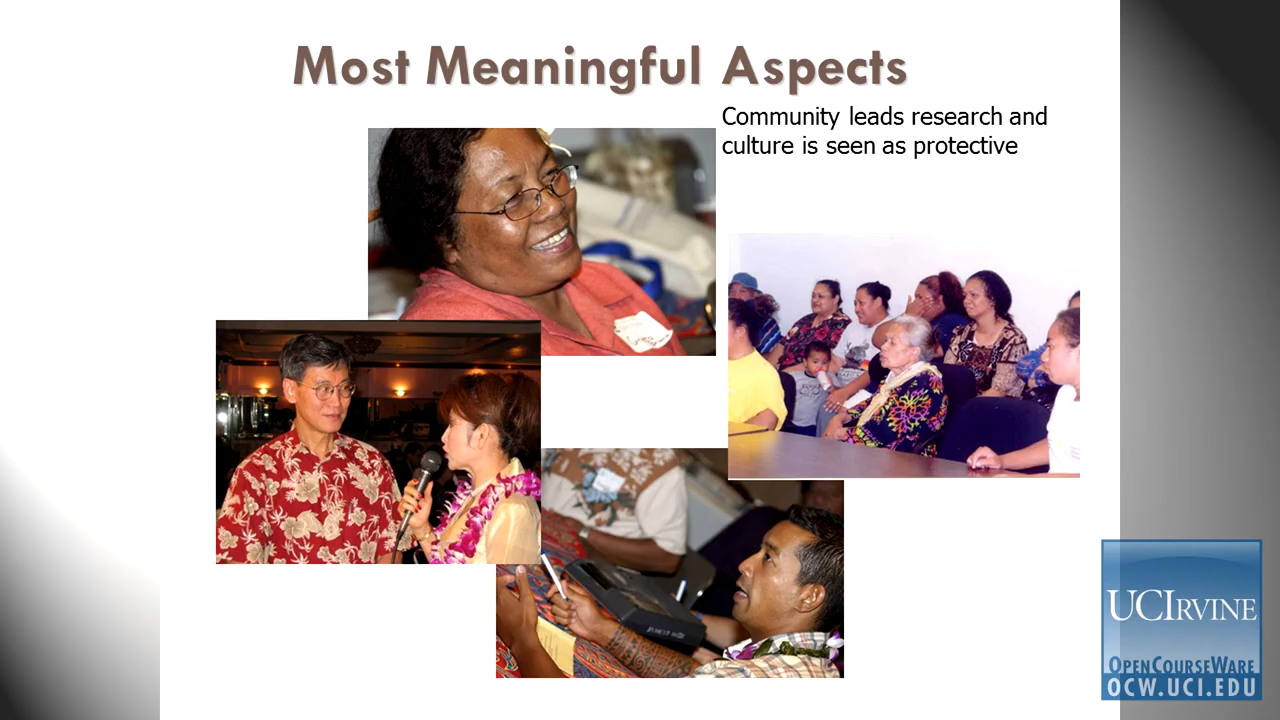 Most Meaningful Aspects
Community leads research and
culture is seen as protective
UCIRVINE
OPENCOURSEWARE
OCW.UCI.EDU